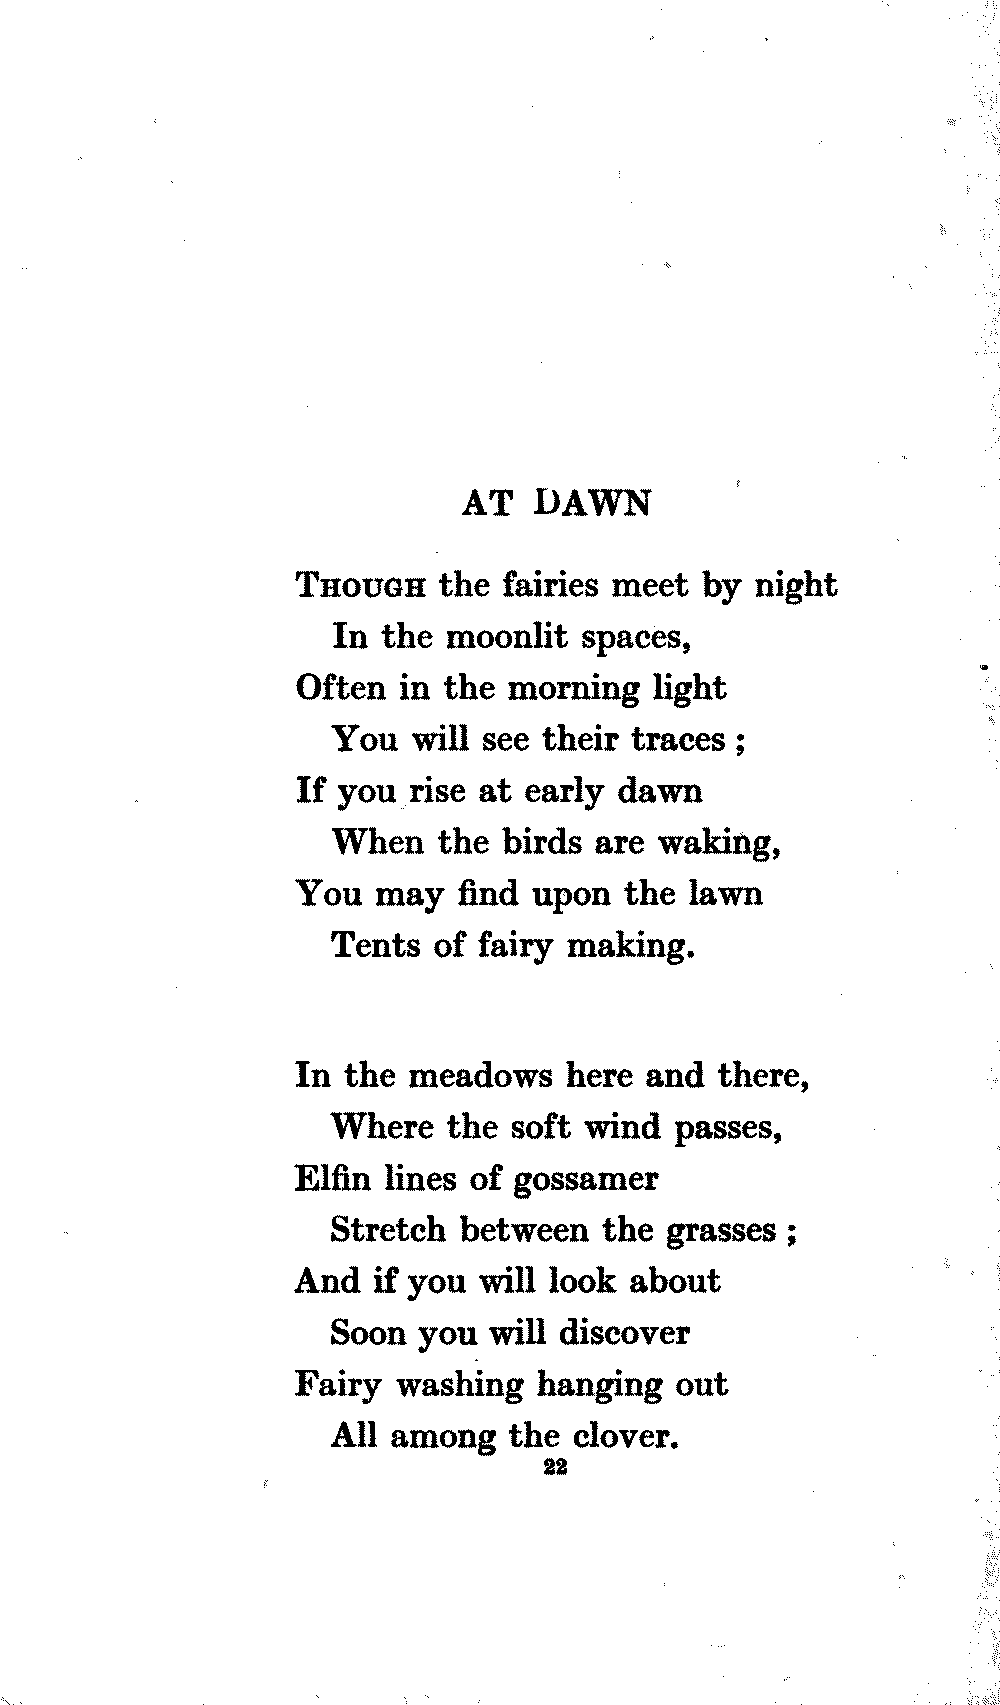 AT DAWN
THOUGH the fairies meet by night
In the moonlit spaces,
Often in the morning light
You will see their traces ;
If you rise at early dawn
When the birds are waking,
You may find upon the lawn
Tents of fairy making.
In the meadows here and there,
Where the soft wind passes,
Elfin lines of gossamer
Stretch between the grasses ;
And if you will look about
Soon you will discover
Fairy washing hanging out
All among the clover.
22